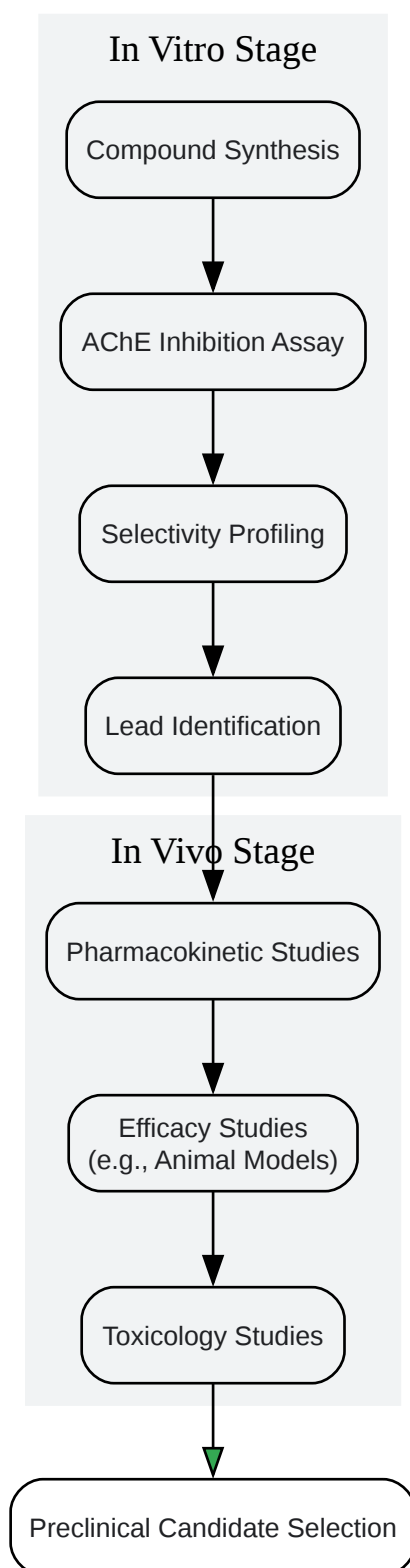 In Vitro Stage
Compound Synthesis
AChE Inhibition Assay
Selectivity Profiling
Lead Identification
In Vivo Stage
Pharmacokinetic Studies
Efficacy Studies
(e.g., Animal Models)
Toxicology Studies
Preclinical Candidate Selection